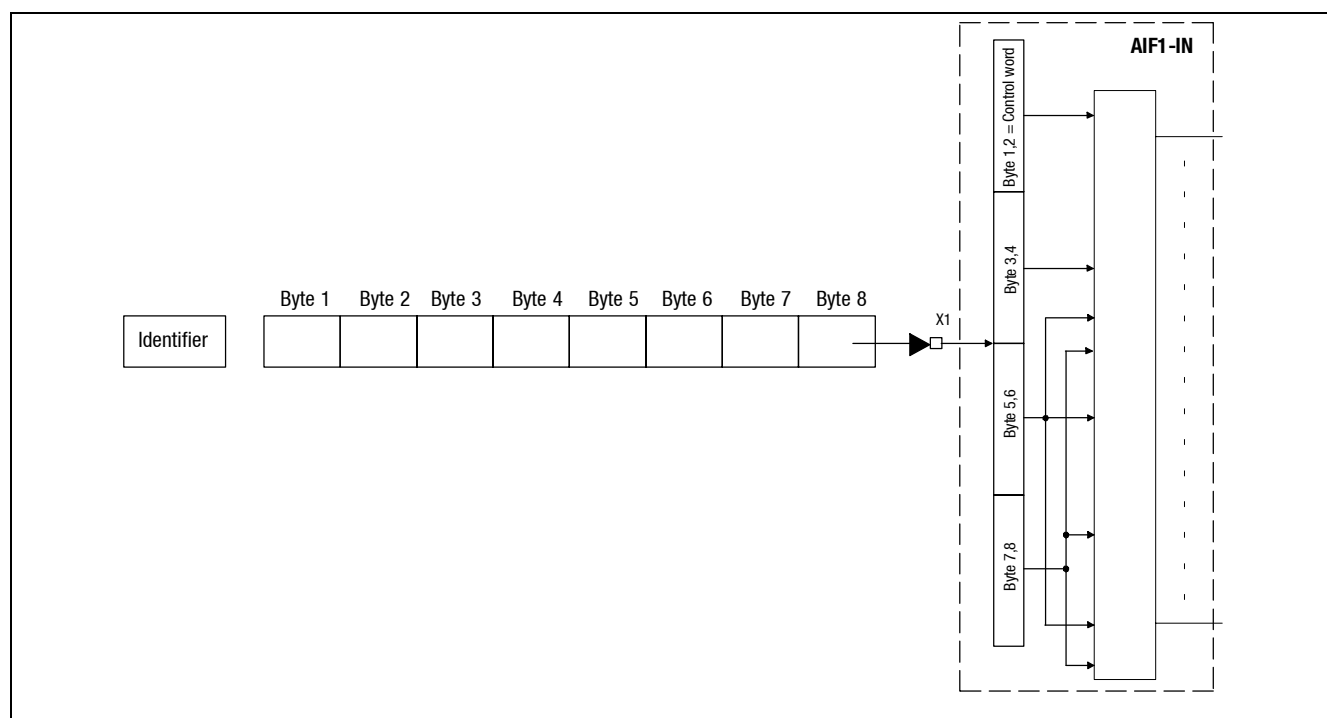 AIF1-IN
Byte 1,2 = Control word
Byte 3,4
Byte 1 Byte 2 Byte 3 Byte 4 Byte 5 Byte 6 Byte 7 Byte 8
X1
Identifier
Byte 5,6
Byte 7,8